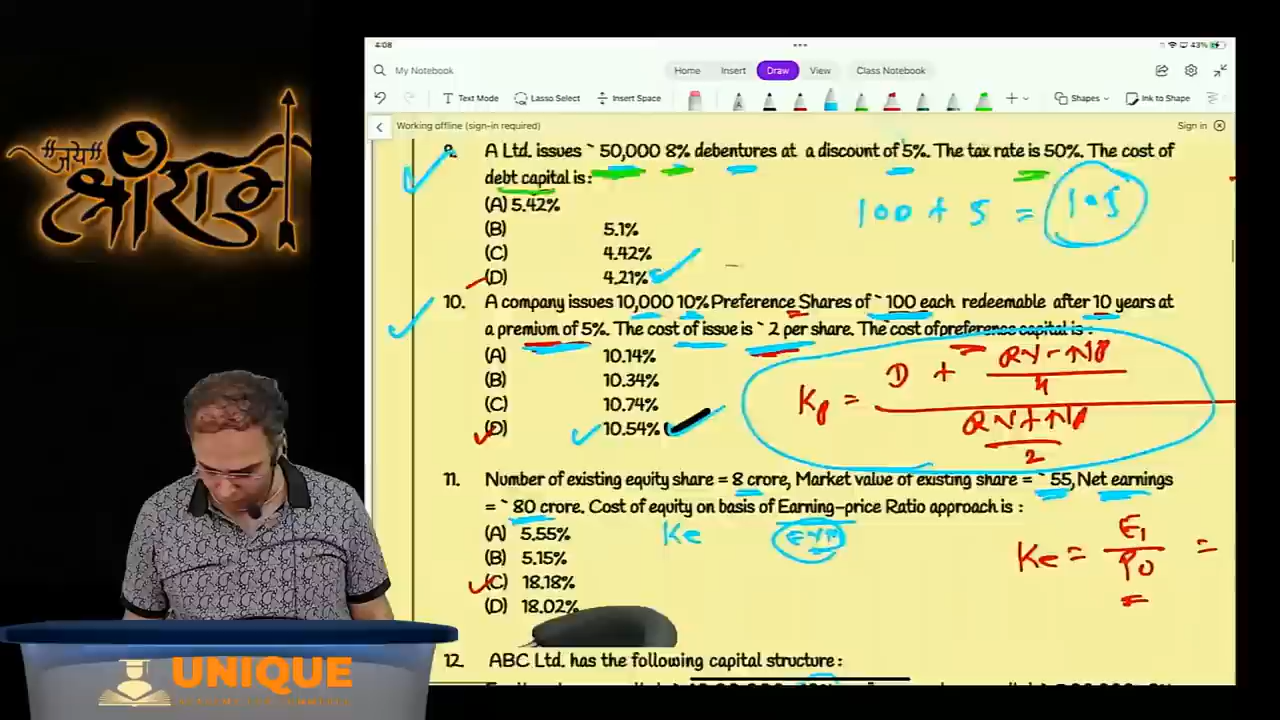 4:08
43%
My Notebook
Home Insert Draw View Class Notebook
Text Mode Lasso Select Insert Space Shapes Ink to Shape
Working offline (sign-in required) Sign in
"जय"
श्री राम
9. A Ltd. issues ` 50,000 8% debentures at a discount of 5%. The tax rate is 50%. The cost of
debt capital is:
(A) 5.42%
(B) 5.1%
(C) 4.42%
(D) 4.21%
100 + 5 = 105
10. A company issues 10,000 10% Preference Shares of ` 100 each redeemable after 10 years at
a premium of 5%. The cost of issue is ` 2 per share. The cost of preference capital is :
(A) 10.14%
(B) 10.34%
(C) 10.74%
(D) 10.54%
Kp = D + RV - NP
RV + NP
2
11. Number of existing equity share = 8 crore, Market value of existing share = ` 55, Net earnings
= ` 80 crore. Cost of equity on basis of Earning-price Ratio approach is :
(A) 5.55%
(B) 5.15%
(C) 18.18%
(D) 18.02%
Ke
Ke = E1 =
P0
12. ABC Ltd. has the following capital structure:
UNIQUE